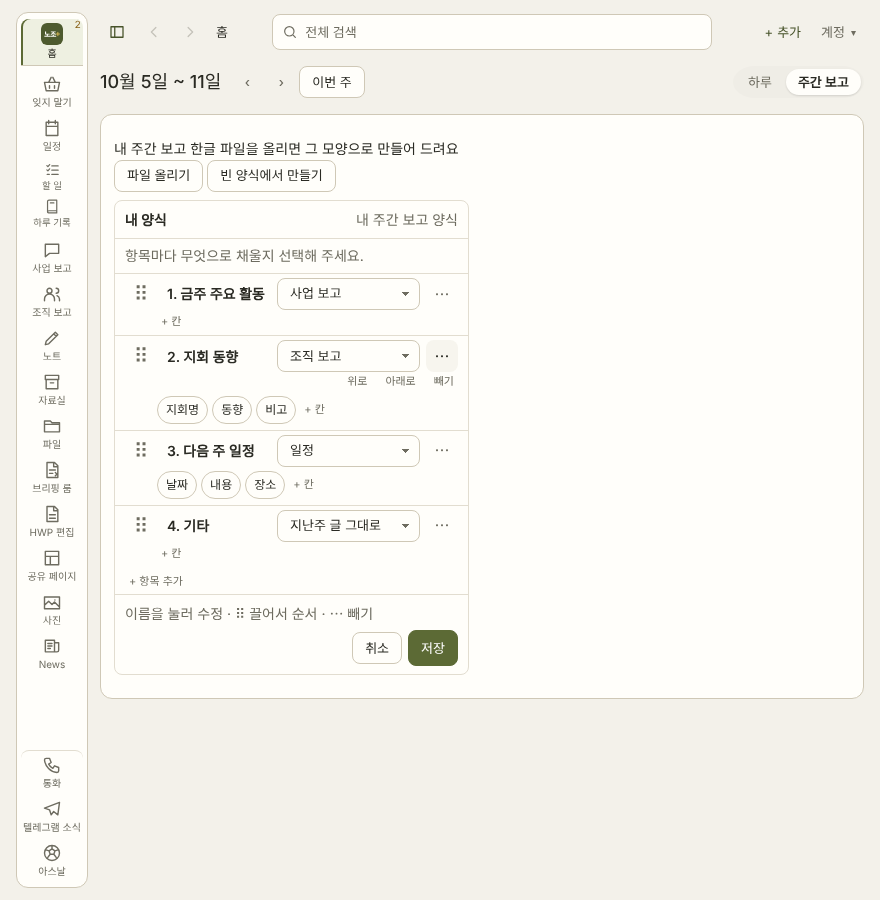 노조+
2
홈
잊지 말기
일정
할 일
하루 기록
사업 보고
조직 보고
노트
자료실
파일
브리핑 룸
HWP 편집
공유 페이지
사진
News
통화
텔레그램 소식
아스날
홈
전체 검색
+ 추가
계정 ▾
10월 5일 ~ 11일
‹ › 이번 주
하루 주간 보고
내 주간 보고 한글 파일을 올리면 그 모양으로 만들어 드려요
파일 올리기 빈 양식에서 만들기
내 양식 내 주간 보고 양식
항목마다 무엇으로 채울지 선택해 주세요.
⠿ 1. 금주 주요 활동 사업 보고 ⋯
+ 칸
⠿ 2. 지회 동향 조직 보고 ⋯
위로 아래로 빼기
지회명 동향 비고 + 칸
⠿ 3. 다음 주 일정 일정 ⋯
날짜 내용 장소 + 칸
⠿ 4. 기타 지난주 글 그대로 ⋯
+ 칸
+ 항목 추가
이름을 눌러 수정 · ⠿ 끌어서 순서 · ⋯ 빼기
취소 저장